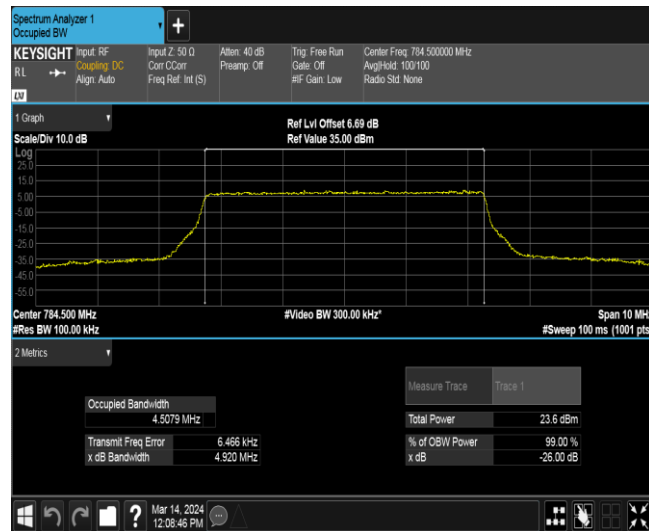 Spectrum Analyzer 1
Occupied BW
+
KEYSIGHT
RL
LXI
Input: RF
Coupling: DC
Align: Auto
Input Z: 50 Ω
Corr CCorr
Freq Ref: Int (S)
Atten: 40 dB
Preamp: Off
Trig: Free Run
Gate: Off
#IF Gain: Low
Center Freq: 784.500000 MHz
Avg|Hold: 100/100
Radio Std: None
1 Graph
Scale/Div 10.0 dB
Ref Lvl Offset 6.69 dB
Ref Value 35.00 dBm
Log
25.0
15.0
5.00
-5.00
-15.0
-25.0
-35.0
-45.0
-55.0
Center 784.500 MHz
#Video BW 300.00 kHz*
Span 10 MHz
#Res BW 100.00 kHz
#Sweep 100 ms (1001 pts
2 Metrics
Measure Trace Trace 1
Occupied Bandwidth
4.5079 MHz
Total Power 23.6 dBm
Transmit Freq Error 6.466 kHz
% of OBW Power 99.00 %
x dB Bandwidth 4.920 MHz
x dB -26.00 dB
?
Mar 14, 2024
12:08:46 PM